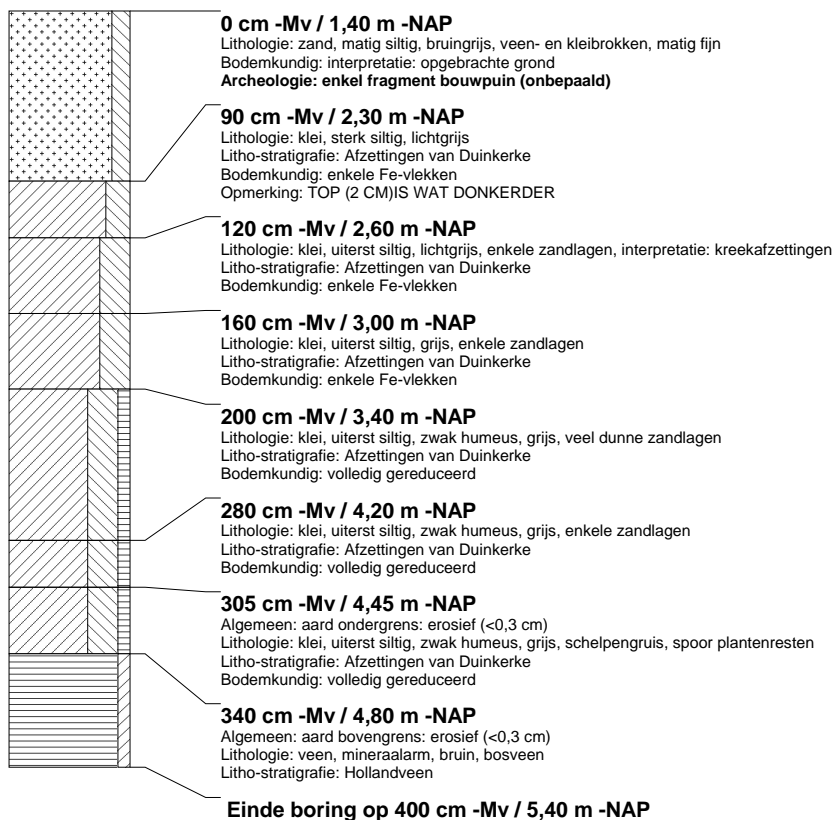 0 cm -Mv / 1,40 m -NAP
Lithologie: zand, matig siltig, bruingrijs, veen- en kleibrokken, matig fijn
Bodemkundig: interpretatie: opgebrachte grond
Archeologie: enkel fragment bouwpuin (onbepaald)
90 cm -Mv / 2,30 m -NAP
Lithologie: klei, sterk siltig, lichtgrijs
Litho-stratigrafie: Afzettingen van Duinkerke
Bodemkundig: enkele Fe-vlekken
Opmerking: TOP (2 CM)IS WAT DONKERDER
120 cm -Mv / 2,60 m -NAP
Lithologie: klei, uiterst siltig, lichtgrijs, enkele zandlagen, interpretatie: kreekafzettingen
Litho-stratigrafie: Afzettingen van Duinkerke
Bodemkundig: enkele Fe-vlekken
160 cm -Mv / 3,00 m -NAP
Lithologie: klei, uiterst siltig, grijs, enkele zandlagen
Litho-stratigrafie: Afzettingen van Duinkerke
Bodemkundig: enkele Fe-vlekken
200 cm -Mv / 3,40 m -NAP
Lithologie: klei, uiterst siltig, zwak humeus, grijs, veel dunne zandlagen
Litho-stratigrafie: Afzettingen van Duinkerke
Bodemkundig: volledig gereduceerd
280 cm -Mv / 4,20 m -NAP
Lithologie: klei, uiterst siltig, zwak humeus, grijs, enkele zandlagen
Litho-stratigrafie: Afzettingen van Duinkerke
Bodemkundig: volledig gereduceerd
305 cm -Mv / 4,45 m -NAP
Algemeen: aard ondergrens: erosief (<0,3 cm)
Lithologie: klei, uiterst siltig, zwak humeus, grijs, schelpengruis, spoor plantenresten
Litho-stratigrafie: Afzettingen van Duinkerke
Bodemkundig: volledig gereduceerd
340 cm -Mv / 4,80 m -NAP
Algemeen: aard bovengrens: erosief (<0,3 cm)
Lithologie: veen, mineraalarm, bruin, bosveen
Litho-stratigrafie: Hollandveen
Einde boring op 400 cm -Mv / 5,40 m -NAP